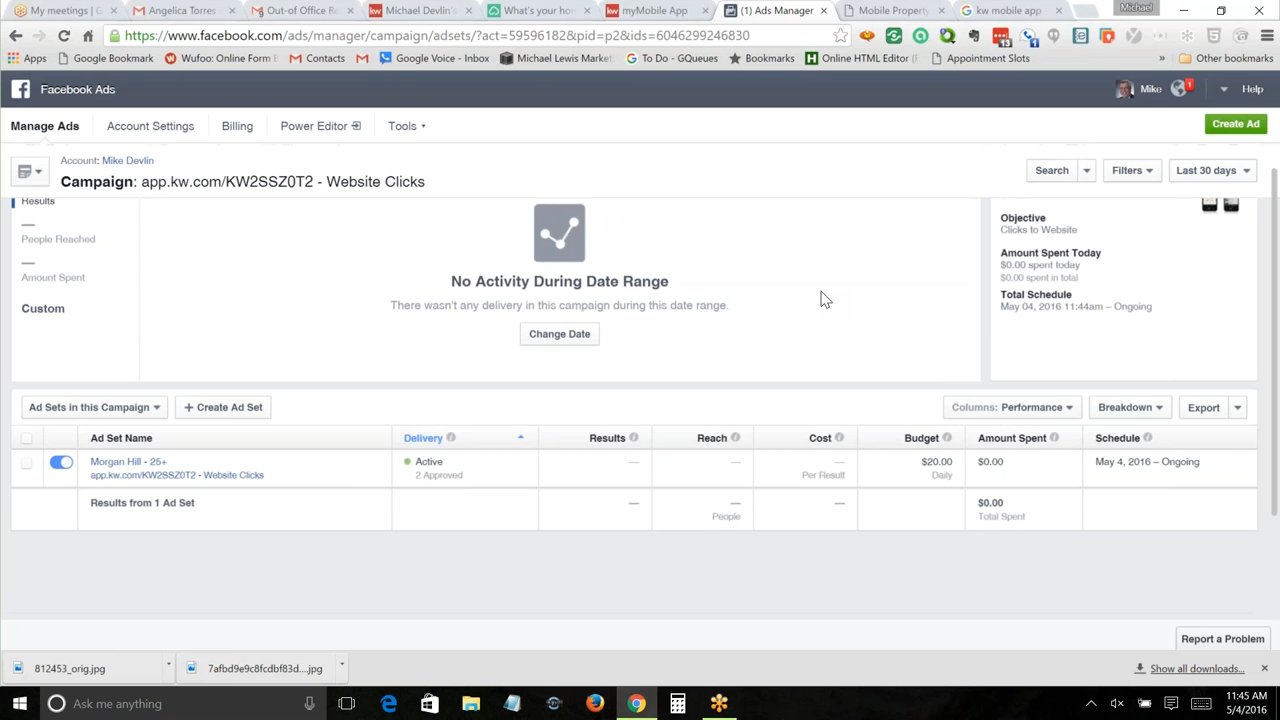 My meetings | G
Angelica Torres
Out-of Office R
Michael Devlin's
What's your ho
myMobile App
(1) Ads Manager
Mobile Property
kw mobile app
Michael
https://www.facebook.com/ads/manager/campaign/adsets/?act=59596182&pid=p2&ids=6046299246830
Apps
Google Bookmark
Wufoo: Online Form
Contacts
Google Voice - Inbox
Michael Lewis Market
To Do - GQueues
Bookmarks
Online HTML Editor
Appointment Slots
»
Other bookmarks
Facebook Ads
Mike
1
Help
Manage Ads
Account Settings
Billing
Power Editor
Tools
Create Ad
Account: Mike Devlin
Campaign: app.kw.com/KW2SSZ0T2 - Website Clicks
Search
Filters
Last 30 days
Results
—
People Reached
—
Amount Spent
Custom
No Activity During Date Range
There wasn't any delivery in this campaign during this date range.
Change Date
Objective
Clicks to Website
Amount Spent Today
$0.00 spent today
$0.00 spent in total
Total Schedule
May 04, 2016 11:44am – Ongoing
Ad Sets in this Campaign
+ Create Ad Set
Columns: Performance
Breakdown
Export
Ad Set Name
Delivery
Results
Reach
Cost
Budget
Amount Spent
Schedule
Morgan Hill - 25+
app.kw.com/KW2SSZ0T2 - Website Clicks
Active
2 Approved
—
—
—
Per Result
$20.00
Daily
$0.00
May 4, 2016 – Ongoing
Results from 1 Ad Set
—
—
People
—
$0.00
Total Spent
Report a Problem
812453_orig.jpg
7afbd9e9c8fcdbf83d....jpg
Show all downloads...
Ask me anything
11:45 AM
5/4/2016